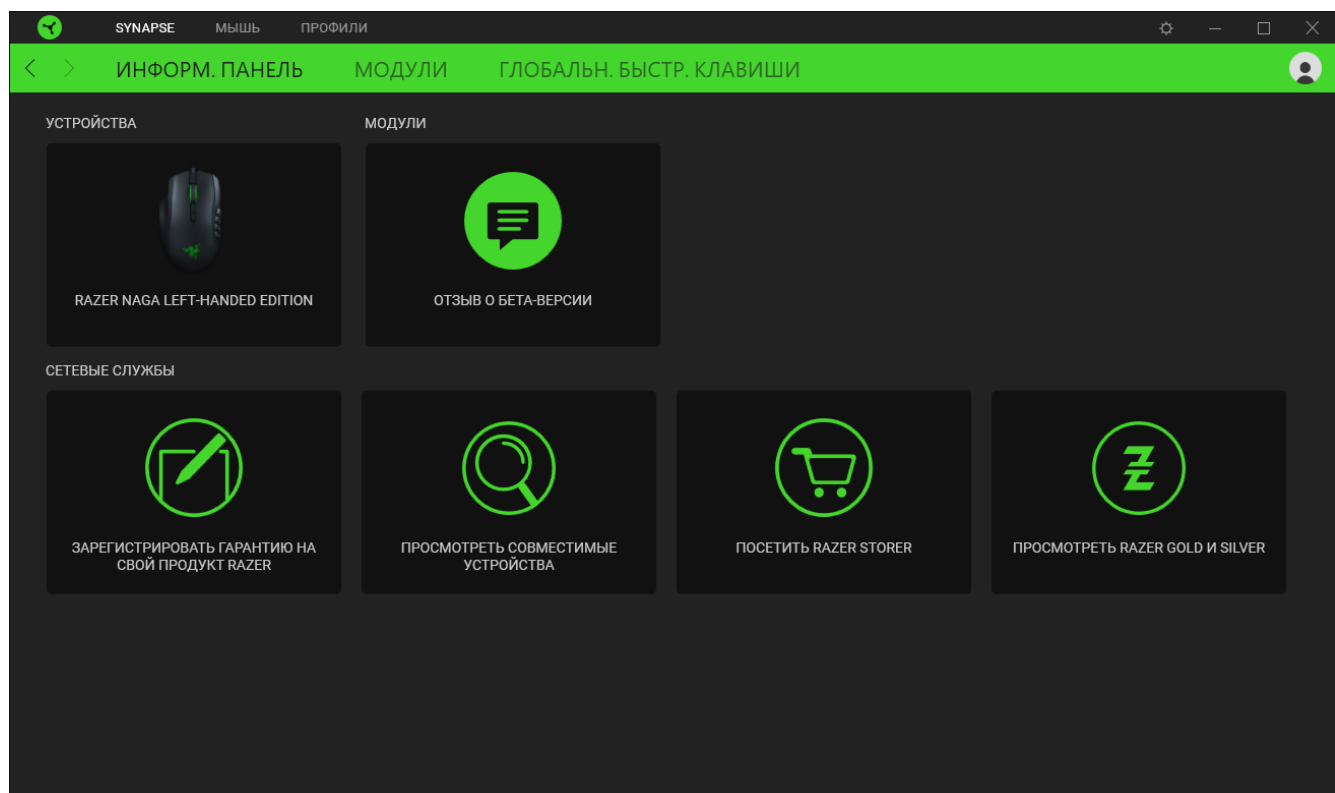 SYNAPSE МЫШЬ ПРОФИЛИ
ИНФОРМ. ПАНЕЛЬ МОДУЛИ ГЛОБАЛЬН. БЫСТР. КЛАВИШИ
УСТРОЙСТВА МОДУЛИ
RAZER NAGA LEFT-HANDED EDITION
ОТЗЫВ О БЕТА-ВЕРСИИ
СЕТЕВЫЕ СЛУЖБЫ
ЗАРЕГИСТРИРОВАТЬ ГАРАНТИЮ НА
СВОЙ ПРОДУКТ RAZER
ПРОСМОТРЕТЬ СОВМЕСТИМЫЕ
УСТРОЙСТВА
ПОСЕТИТЬ RAZER STORER
ПРОСМОТРЕТЬ RAZER GOLD И SILVER